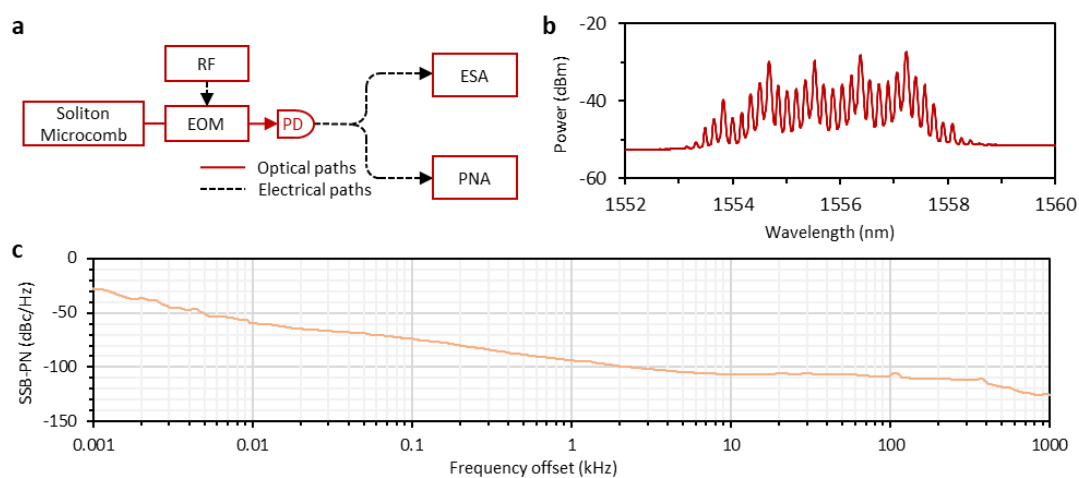 a
RF
Soliton
Microcomb
EOM
PD
ESA
PNA
Optical paths
Electrical paths
b
-20
-40
-60
Power (dBm)
1552 1554 1556 1558 1560
Wavelength (nm)
c
0
-50
-100
-150
SSB-PN (dBc/Hz)
0.001 0.01 0.1 1 10 100 1000
Frequency offset (kHz)